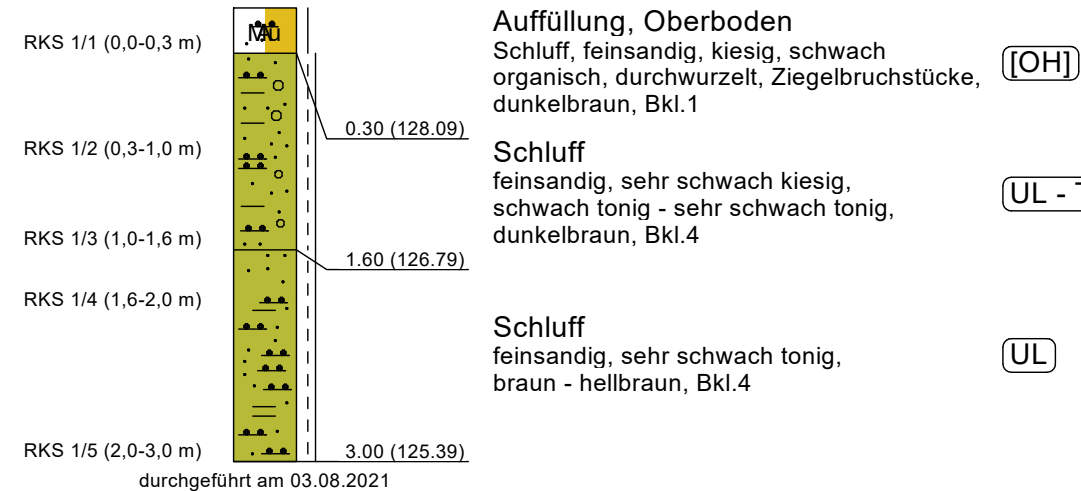 Auffüllung, Oberboden
RKS 1/1 (0,0-0,3 m)
Schluff, feinsandig, kiesig, schwach
organisch, durchwurzelt, Ziegelbruchstücke,
dunkelbraun, Bkl.1
[OH]
0.30 (128.09)
RKS 1/2 (0,3-1,0 m)
Schluff
feinsandig, sehr schwach kiesig,
schwach tonig - sehr schwach tonig,
dunkelbraun, Bkl.4
UL -
RKS 1/3 (1,0-1,6 m)
1.60 (126.79)
RKS 1/4 (1,6-2,0 m)
Schluff
feinsandig, sehr schwach tonig,
braun - hellbraun, Bkl.4
UL
RKS 1/5 (2,0-3,0 m)
3.00 (125.39)
durchgeführt am 03.08.2021